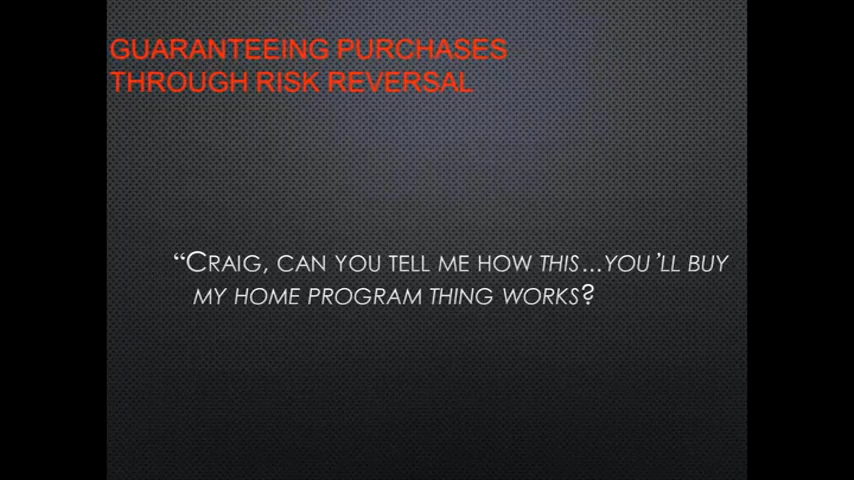 GUARANTEEING PURCHASES
THROUGH RISK REVERSAL
“CRAIG, CAN YOU TELL ME HOW THIS…YOU’LL BUY
MY HOME PROGRAM THING WORKS?